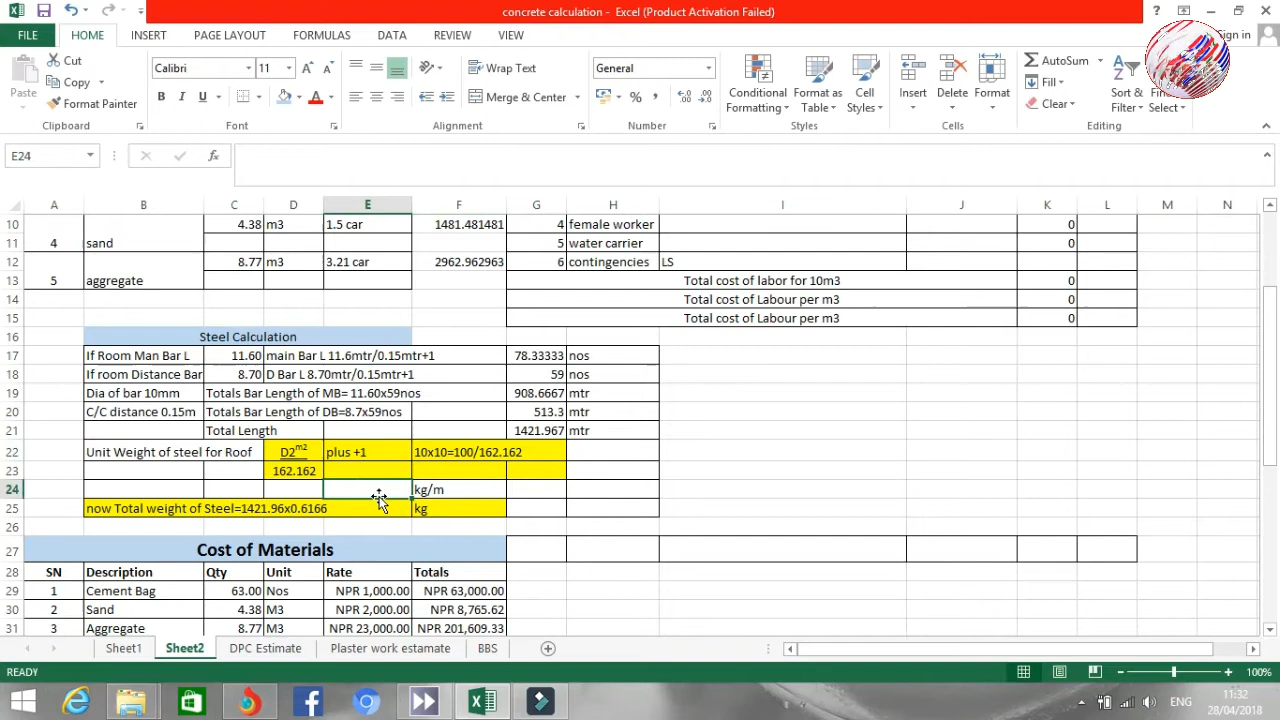 concrete calculation - Excel (Product Activation Failed)
FILE HOME INSERT PAGE LAYOUT FORMULAS DATA REVIEW VIEW Sign in
Paste Cut Copy Format Painter
Calibri 11 Wrap Text General
B I U Merge & Center % , Conditional Formatting Format as Table Cell Styles Insert Delete Format
AutoSum Fill Clear Sort & Filter
Clipboard Font Alignment Number Styles Cells Editing
E24 fx
A B C D E F G H I J K L M N
10 4.38 m3 1.5 car 1481.481481 4 female worker 0
11 4 sand 5 water carrier 0
12 8.77 m3 3.21 car 2962.962963 6 contingencies LS
13 5 aggregate Total cost of labor for 10m3 0
14 Total cost of Labour per m3 0
15 Total cost of Labour per m3 0
16 Steel Calculation
17 If Room Man Bar L 11.60 main Bar L 11.6mtr/0.15mtr+1 78.33333 nos
18 If room Distance Bar 8.70 D Bar L 8.70mtr/0.15mtr+1 59 nos
19 Dia of bar 10mm Totals Bar Length of MB= 11.60x59nos 908.6667 mtr
20 C/C distance 0.15m Totals Bar Length of DB=8.7x59nos 513.3 mtr
21 Total Length 1421.967 mtr
22 Unit Weight of steel for Roof D2m2 plus +1 10x10=100/162.162
23 162.162
24 kg/m
25 now Total weight of Steel=1421.96x0.6166 kg
26
27 Cost of Materials
28 SN Description Qty Unit Rate Totals
29 1 Cement Bag 63.00 Nos NPR 1,000.00 NPR 63,000.00
30 2 Sand 4.38 M3 NPR 2,000.00 NPR 8,765.62
31 3 Aggregate 8.77 M3 NPR 23,000.00 NPR 201,609.33
Sheet1 Sheet2 DPC Estimate Plaster work estamate BBS
READY 100%
ENG 11:32
28/04/2018